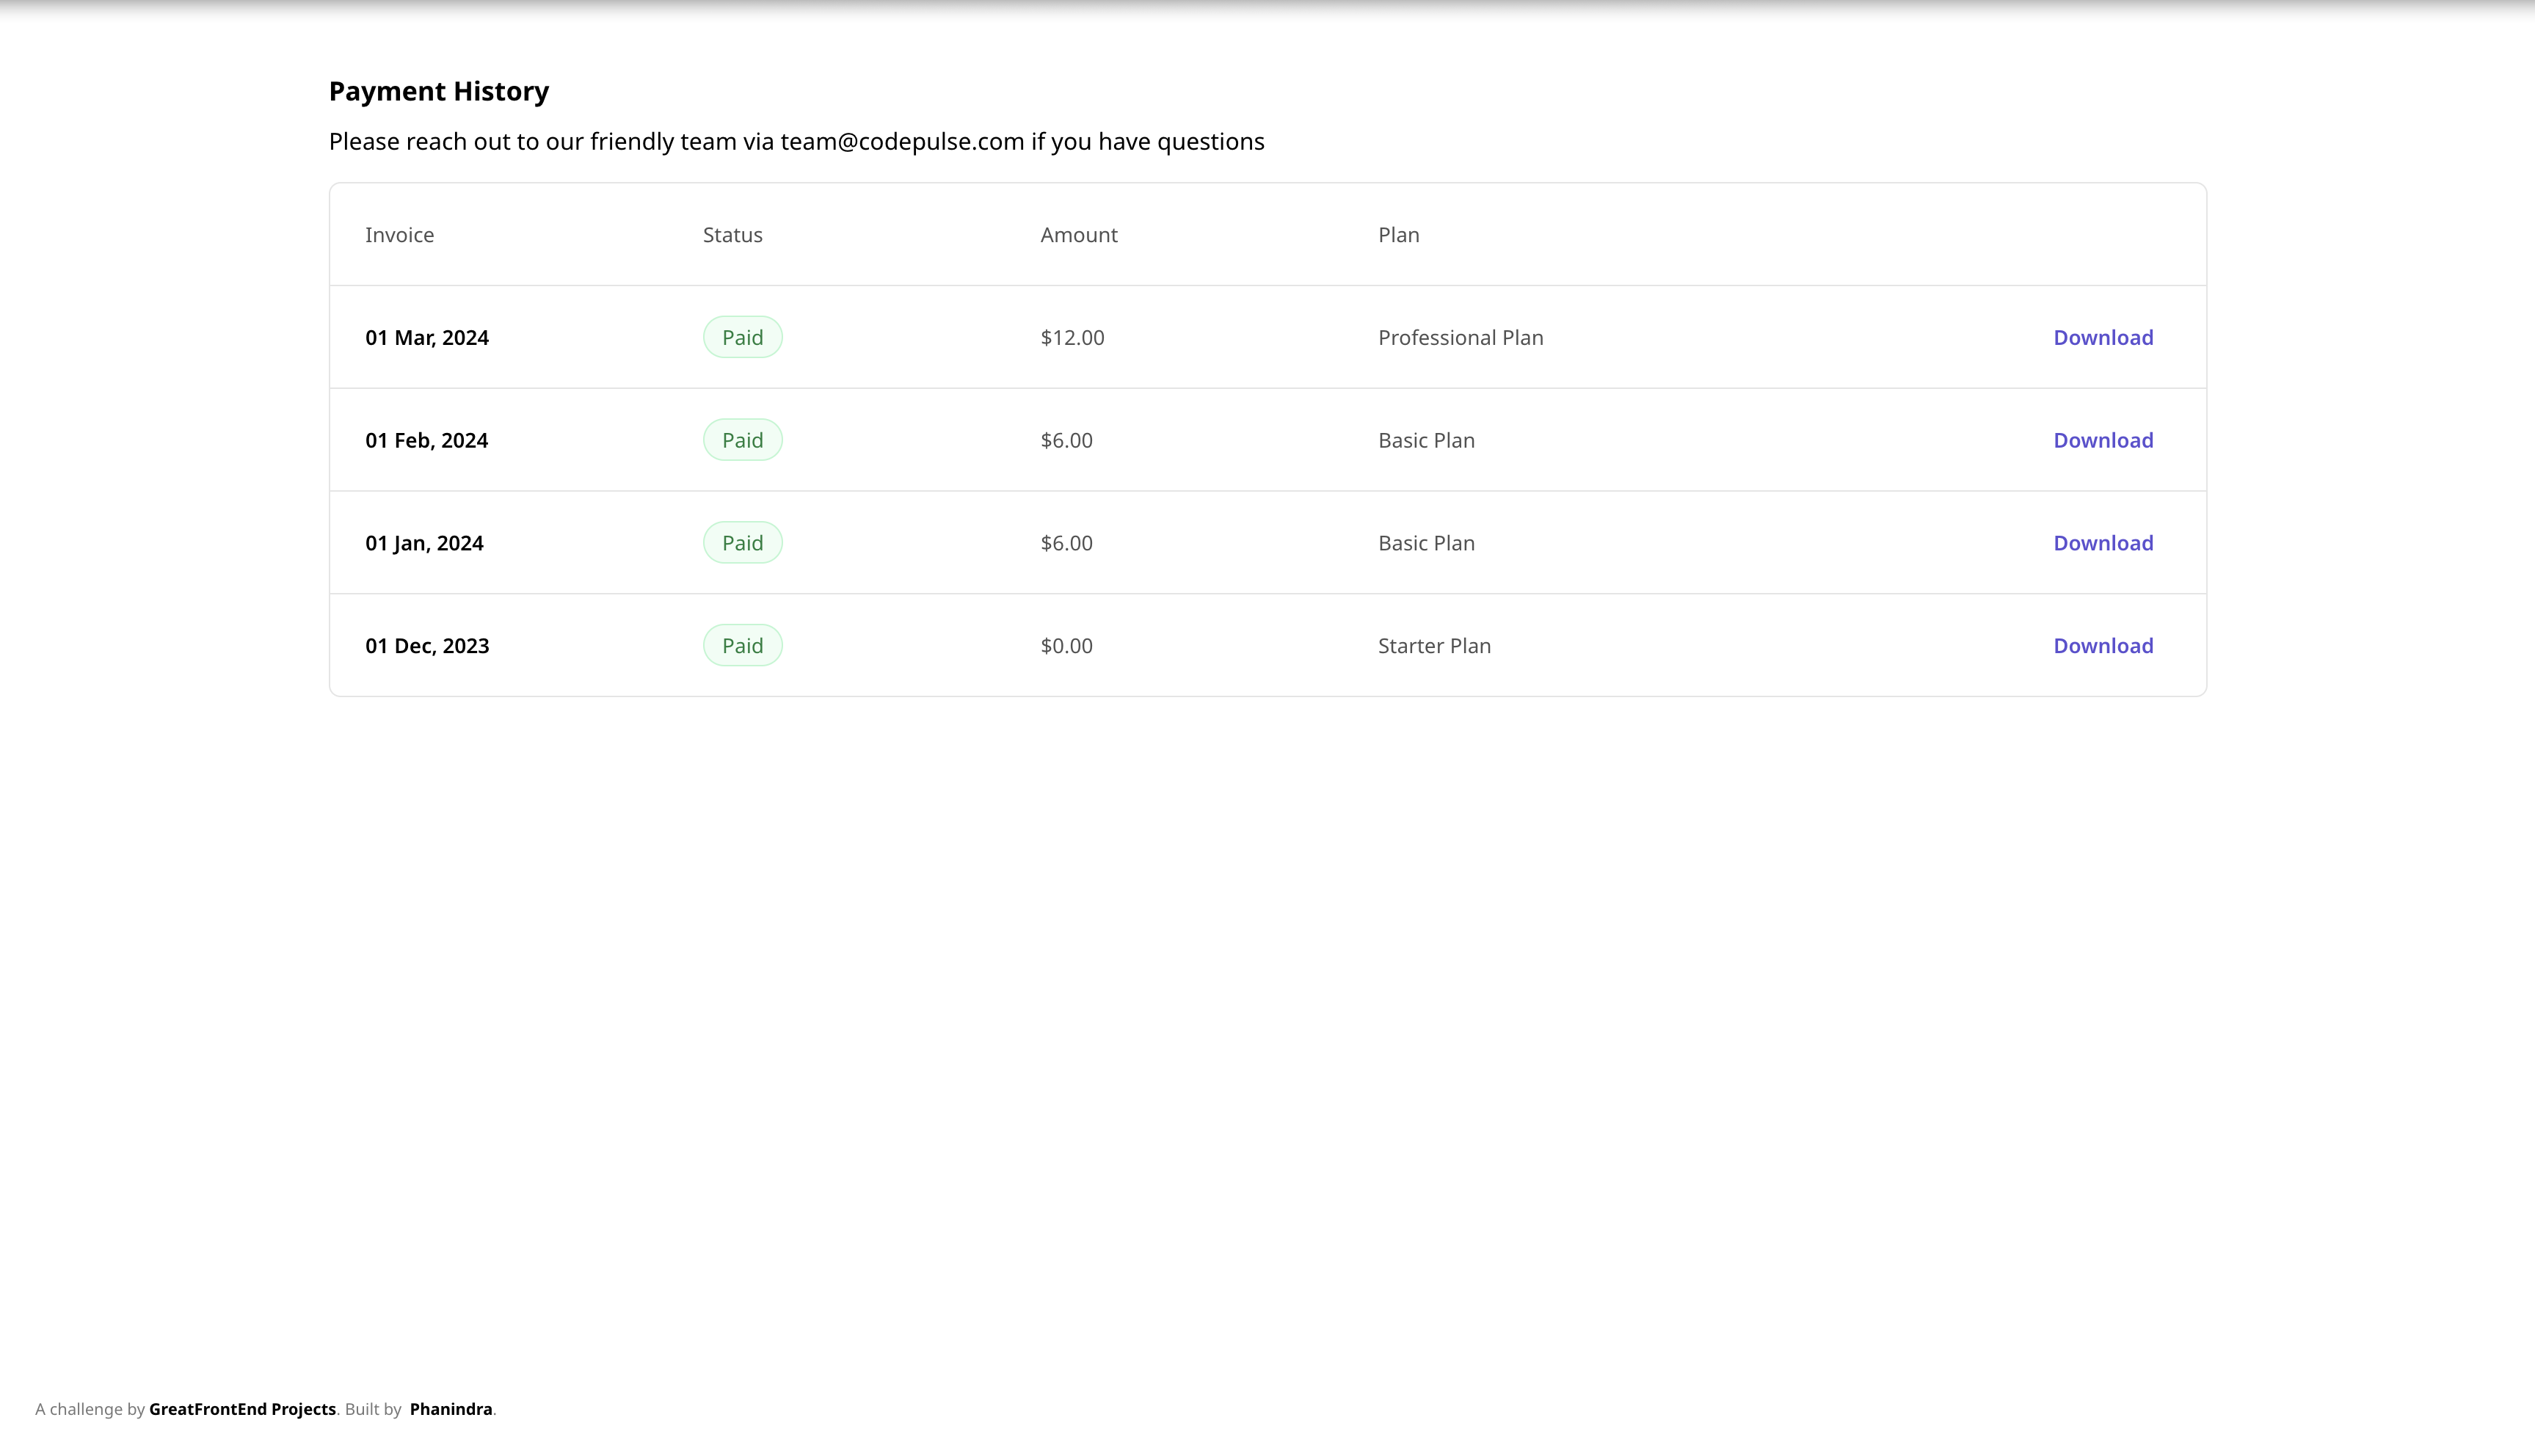 Payment History
Please reach out to our friendly team via team@codepulse.com if you have questions
Invoice Status Amount Plan
01 Mar, 2024 Paid $12.00 Professional Plan Download
01 Feb, 2024 Paid $6.00 Basic Plan Download
01 Jan, 2024 Paid $6.00 Basic Plan Download
01 Dec, 2023 Paid $0.00 Starter Plan Download
A challenge by GreatFrontEnd Projects. Built by Phanindra.